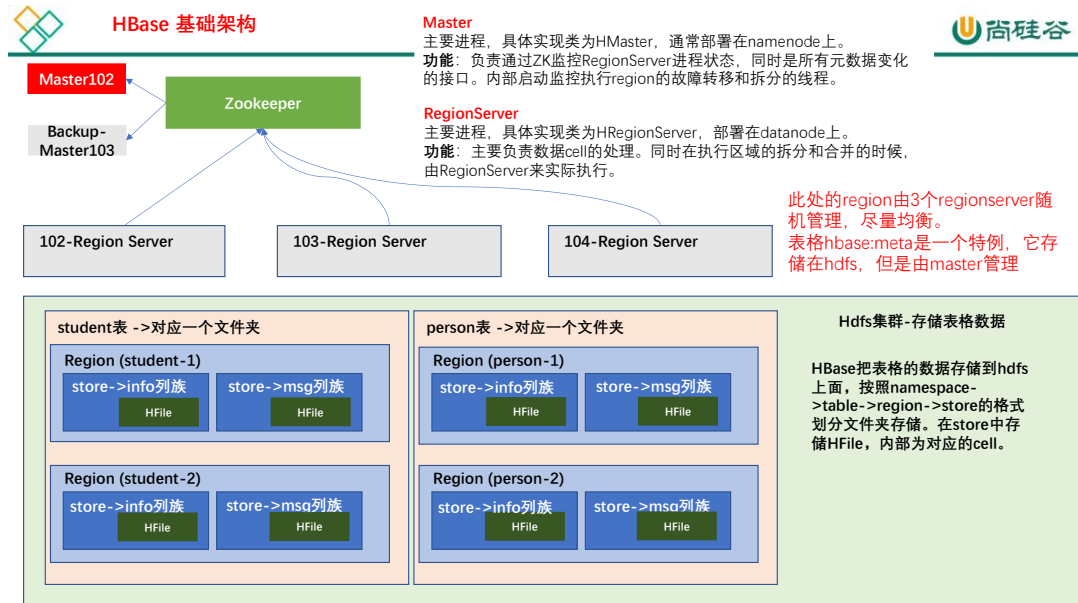 HBase 基础架构
尚硅谷
Master
主要进程，具体实现类为HMaster，通常部署在namenode上。
功能：负责通过ZK监控RegionServer进程状态，同时是所有元数据变化
的接口。内部启动监控执行region的故障转移和拆分的线程。
RegionServer
主要进程，具体实现类为HRegionServer，部署在datanode上。
功能：主要负责数据cell的处理。同时在执行区域的拆分和合并的时候，
由RegionServer来实际执行。
Master102
Zookeeper
Backup-
Master103
此处的region由3个regionserver随
机管理，尽量均衡。
表格hbase:meta是一个特例，它存
储在hdfs，但是由master管理
102-Region Server
103-Region Server
104-Region Server
student表 ->对应一个文件夹
Region (student-1)
store->info列族
HFile
store->msg列族
HFile
Region (student-2)
store->info列族
HFile
store->msg列族
HFile
person表 ->对应一个文件夹
Region (person-1)
store->info列族
HFile
store->msg列族
HFile
Region (person-2)
store->info列族
HFile
store->msg列族
HFile
Hdfs集群-存储表格数据
HBase把表格的数据存储到hdfs
上面，按照namespace-
>table->region->store的格式
划分文件夹存储。在store中存
储HFile，内部为对应的cell。